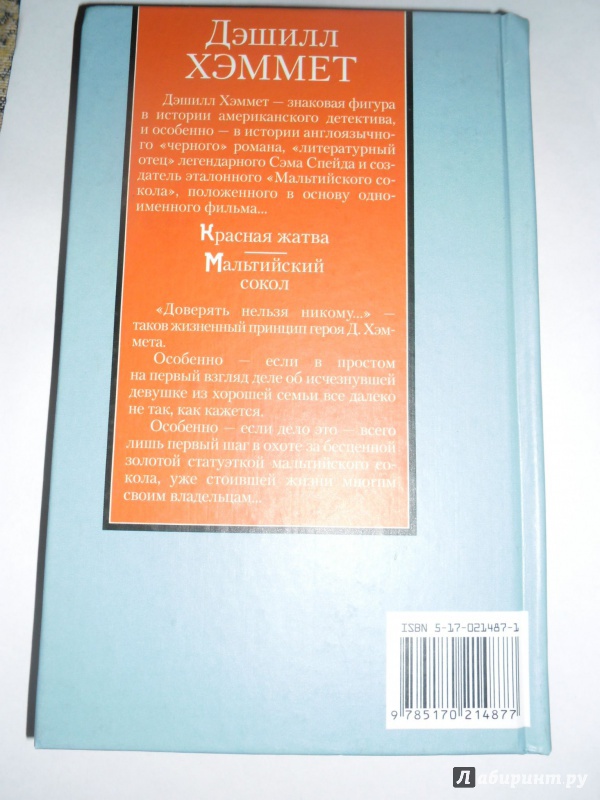 Дэшилл
ХЭММЕТ
Дэшилл Хэммет — знаковая фигура
в истории американского детектива,
и особенно — в истории англоязычно-
го «черного» романа, «литературный
отец» легендарного Сэма Спейда и соз-
датель эталонного «Мальтийского со-
кола», положенного в основу одно-
именного фильма...
Красная жатва
Мальтийский
сокол
«Доверять нельзя никому...» —
таков жизненный принцип героя Д. Хэм-
мета.
Особенно — если в простом
на первый взгляд деле об исчезнувшей
девушке из хорошей семьи все далеко
не так, как кажется.
Особенно — если дело это — всего
лишь первый шаг в охоте за бесценной
золотой статуэткой мальтийского со-
кола, уже стоившей жизни многим
своим владельцам...
ISBN 5-17-021487-1
9 785170 214877
Лабиринт.ру